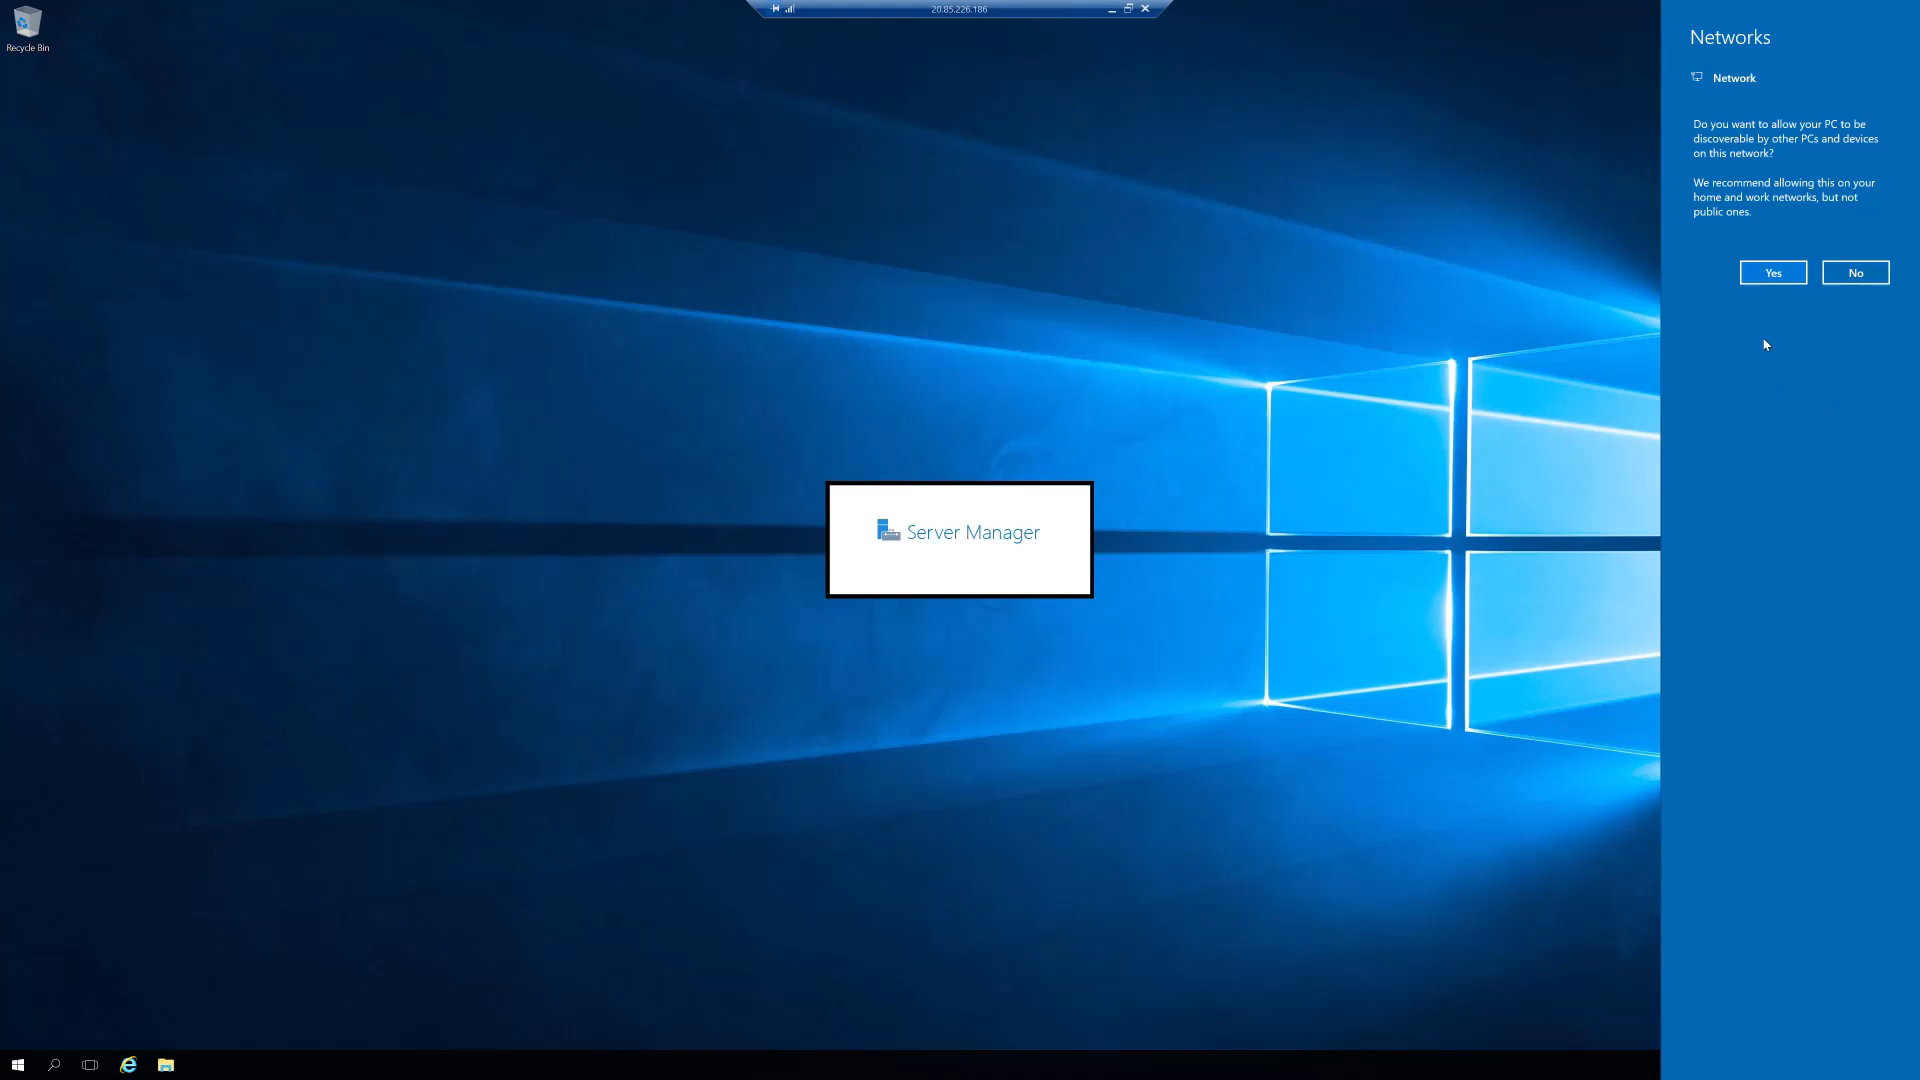 20.85.226.186
Recycle Bin
Networks
Network
Do you want to allow your PC to be
discoverable by other PCs and devices
on this network?
We recommend allowing this on your
home and work networks, but not
public ones.
Yes
No
Server Manager